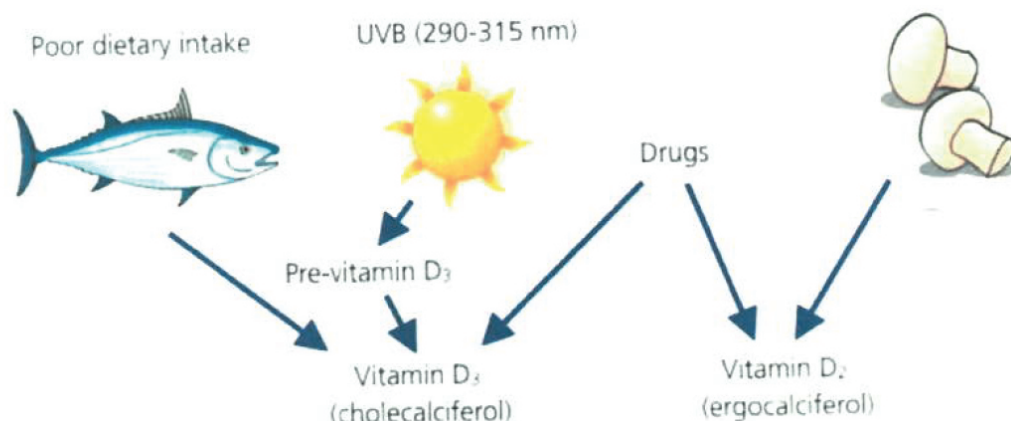 Poor dietary intake
UVB (290-315 nm)
Drugs
Pre-vitamin D₃
Vitamin D₃
(cholecalciferol)
Vitamin D₂
(ergocalciferol)